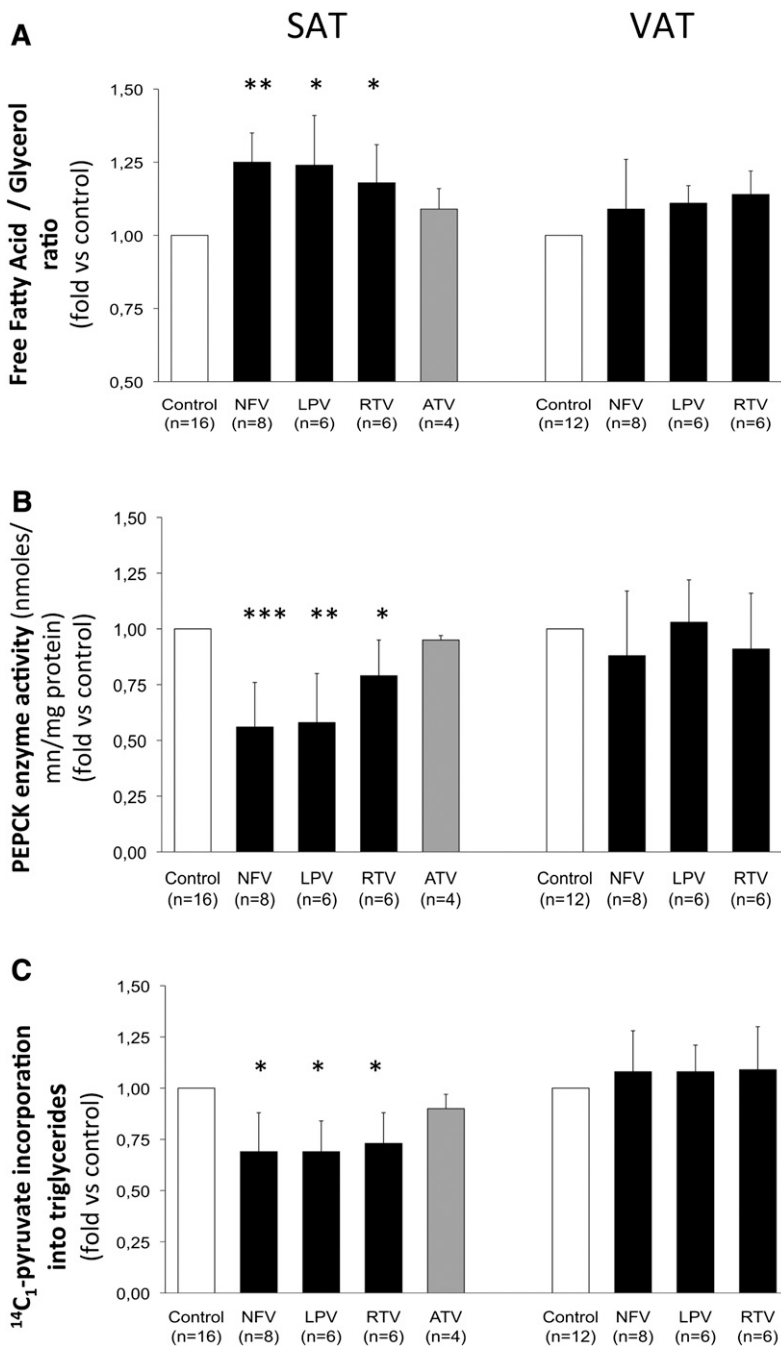 SAT VAT
A
Free Fatty Acid / Glycerol
ratio
(fold vs control)
1,50
1,25
1,00
0,75
0,50
** * *
Control NFV LPV RTV ATV Control NFV LPV RTV
(n=16) (n=8) (n=6) (n=6) (n=4) (n=12) (n=8) (n=6) (n=6)
B
PEPCK enzyme activity (nmoles/
mn/mg protein)
(fold vs control)
1,50
1,25
1,00
0,75
0,50
0,25
0,00
*** ** *
Control NFV LPV RTV ATV Control NFV LPV RTV
(n=16) (n=8) (n=6) (n=6) (n=4) (n=12) (n=8) (n=6) (n=6)
C
¹⁴C₁-pyruvate incorporation
into triglycerides
(fold vs control)
1,50
1,25
1,00
0,75
0,50
0,25
0,00
* * *
Control NFV LPV RTV ATV Control NFV LPV RTV
(n=16) (n=8) (n=6) (n=6) (n=4) (n=12) (n=8) (n=6) (n=6)